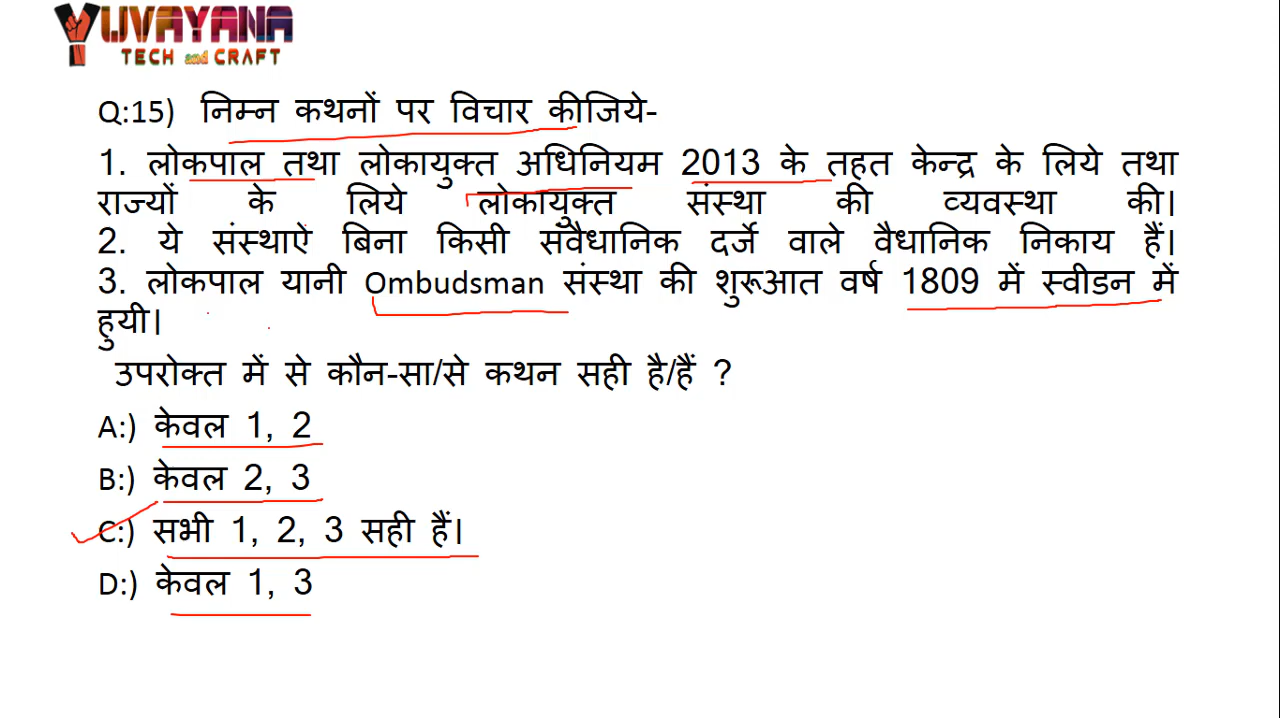 YUVAYANA
TECH and CRAFT
Q:15) निम्न कथनों पर विचार कीजिये-
1. लोकपाल तथा लोकायुक्त अधिनियम 2013 के तहत केन्द्र के लिये तथा
राज्यों के लिये लोकायुक्त संस्था की व्यवस्था की।
2. ये संस्थाऐं बिना किसी संवैधानिक दर्जे वाले वैधानिक निकाय हैं।
3. लोकपाल यानी Ombudsman संस्था की शुरूआत वर्ष 1809 में स्वीडन में
हुयी।
उपरोक्त में से कौन-सा/से कथन सही है/हैं ?
A:) केवल 1, 2
B:) केवल 2, 3
C:) सभी 1, 2, 3 सही हैं।
D:) केवल 1, 3